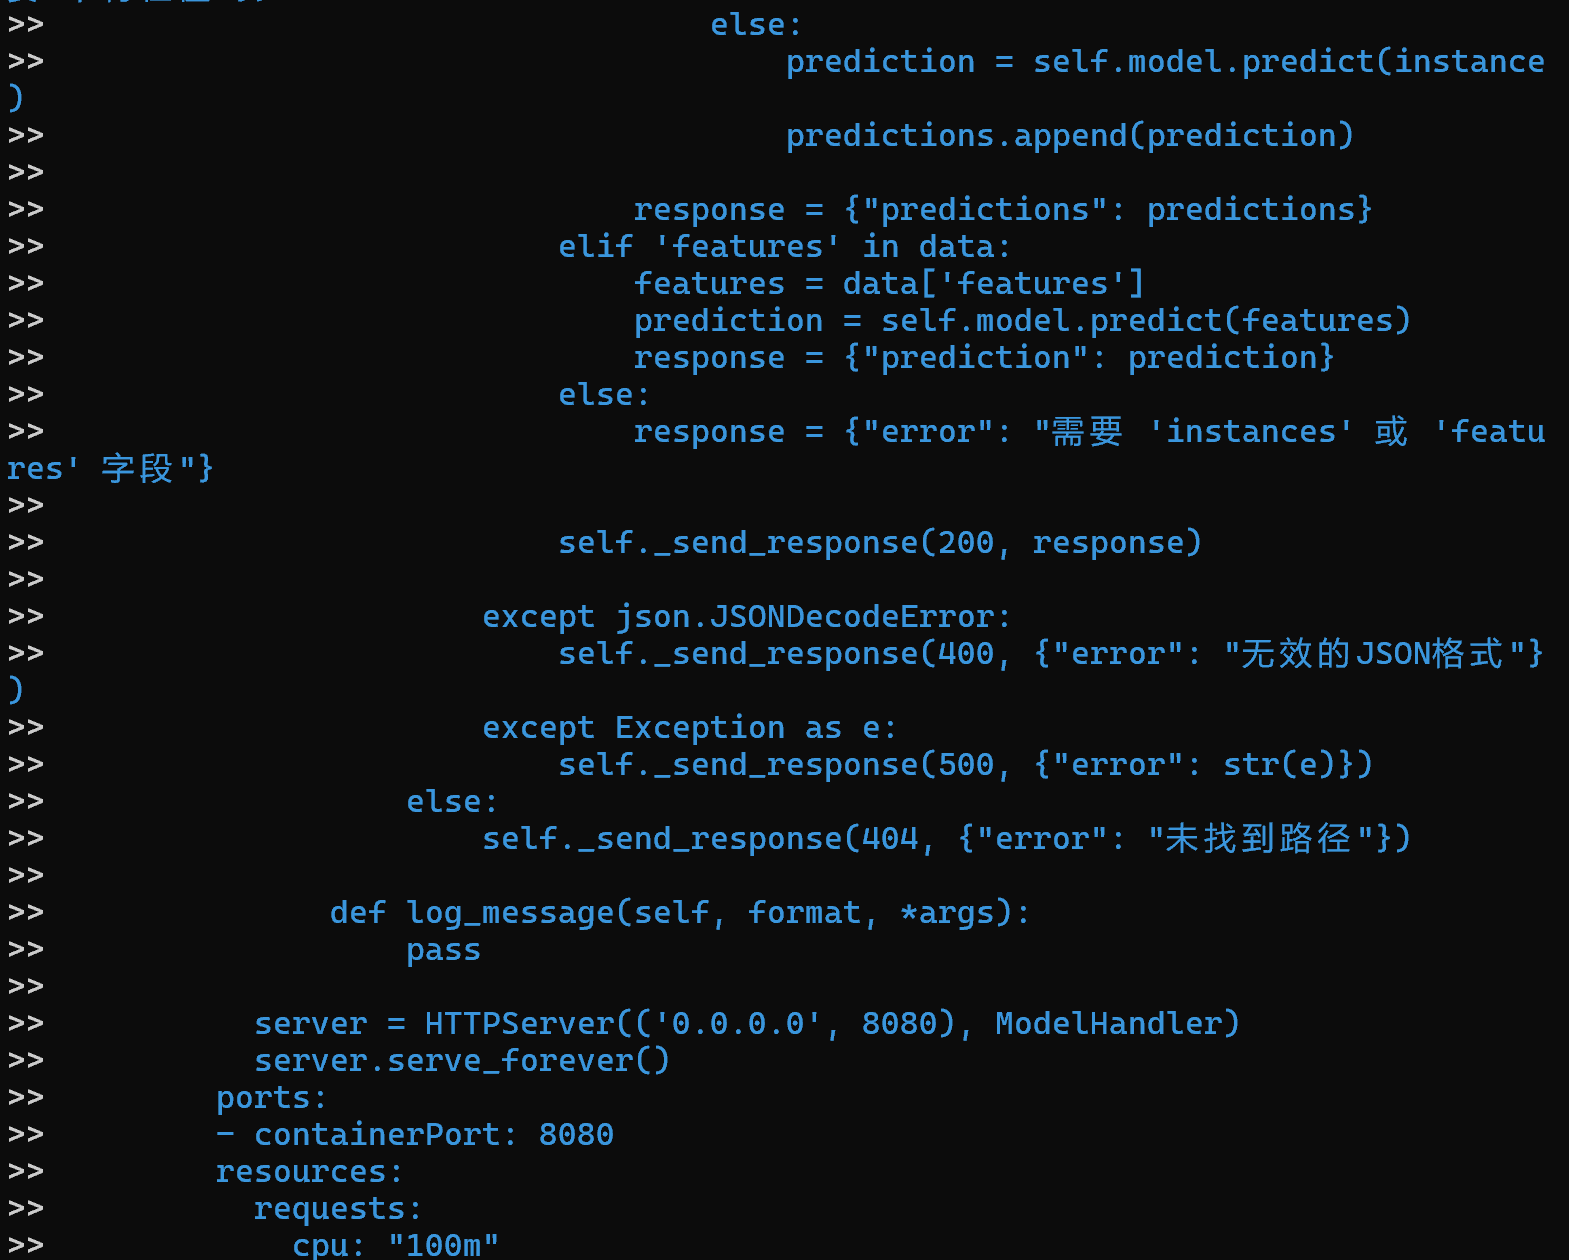 >>                                   else:
>>                                       prediction = self.model.predict(instance
)
>>                                       predictions.append(prediction)
>>
>>                               response = {"predictions": predictions}
>>                           elif 'features' in data:
>>                               features = data['features']
>>                               prediction = self.model.predict(features)
>>                               response = {"prediction": prediction}
>>                           else:
>>                               response = {"error": "需要 'instances' 或 'featu
res' 字段"}
>>
>>                           self._send_response(200, response)
>>
>>                       except json.JSONDecodeError:
>>                           self._send_response(400, {"error": "无效的JSON格式"}
)
>>                       except Exception as e:
>>                           self._send_response(500, {"error": str(e)})
>>                   else:
>>                       self._send_response(404, {"error": "未找到路径"})
>>
>>               def log_message(self, format, *args):
>>                   pass
>>
>>           server = HTTPServer(('0.0.0.0', 8080), ModelHandler)
>>           server.serve_forever()
>>         ports:
>>         - containerPort: 8080
>>         resources:
>>           requests:
>>             cpu: "100m"